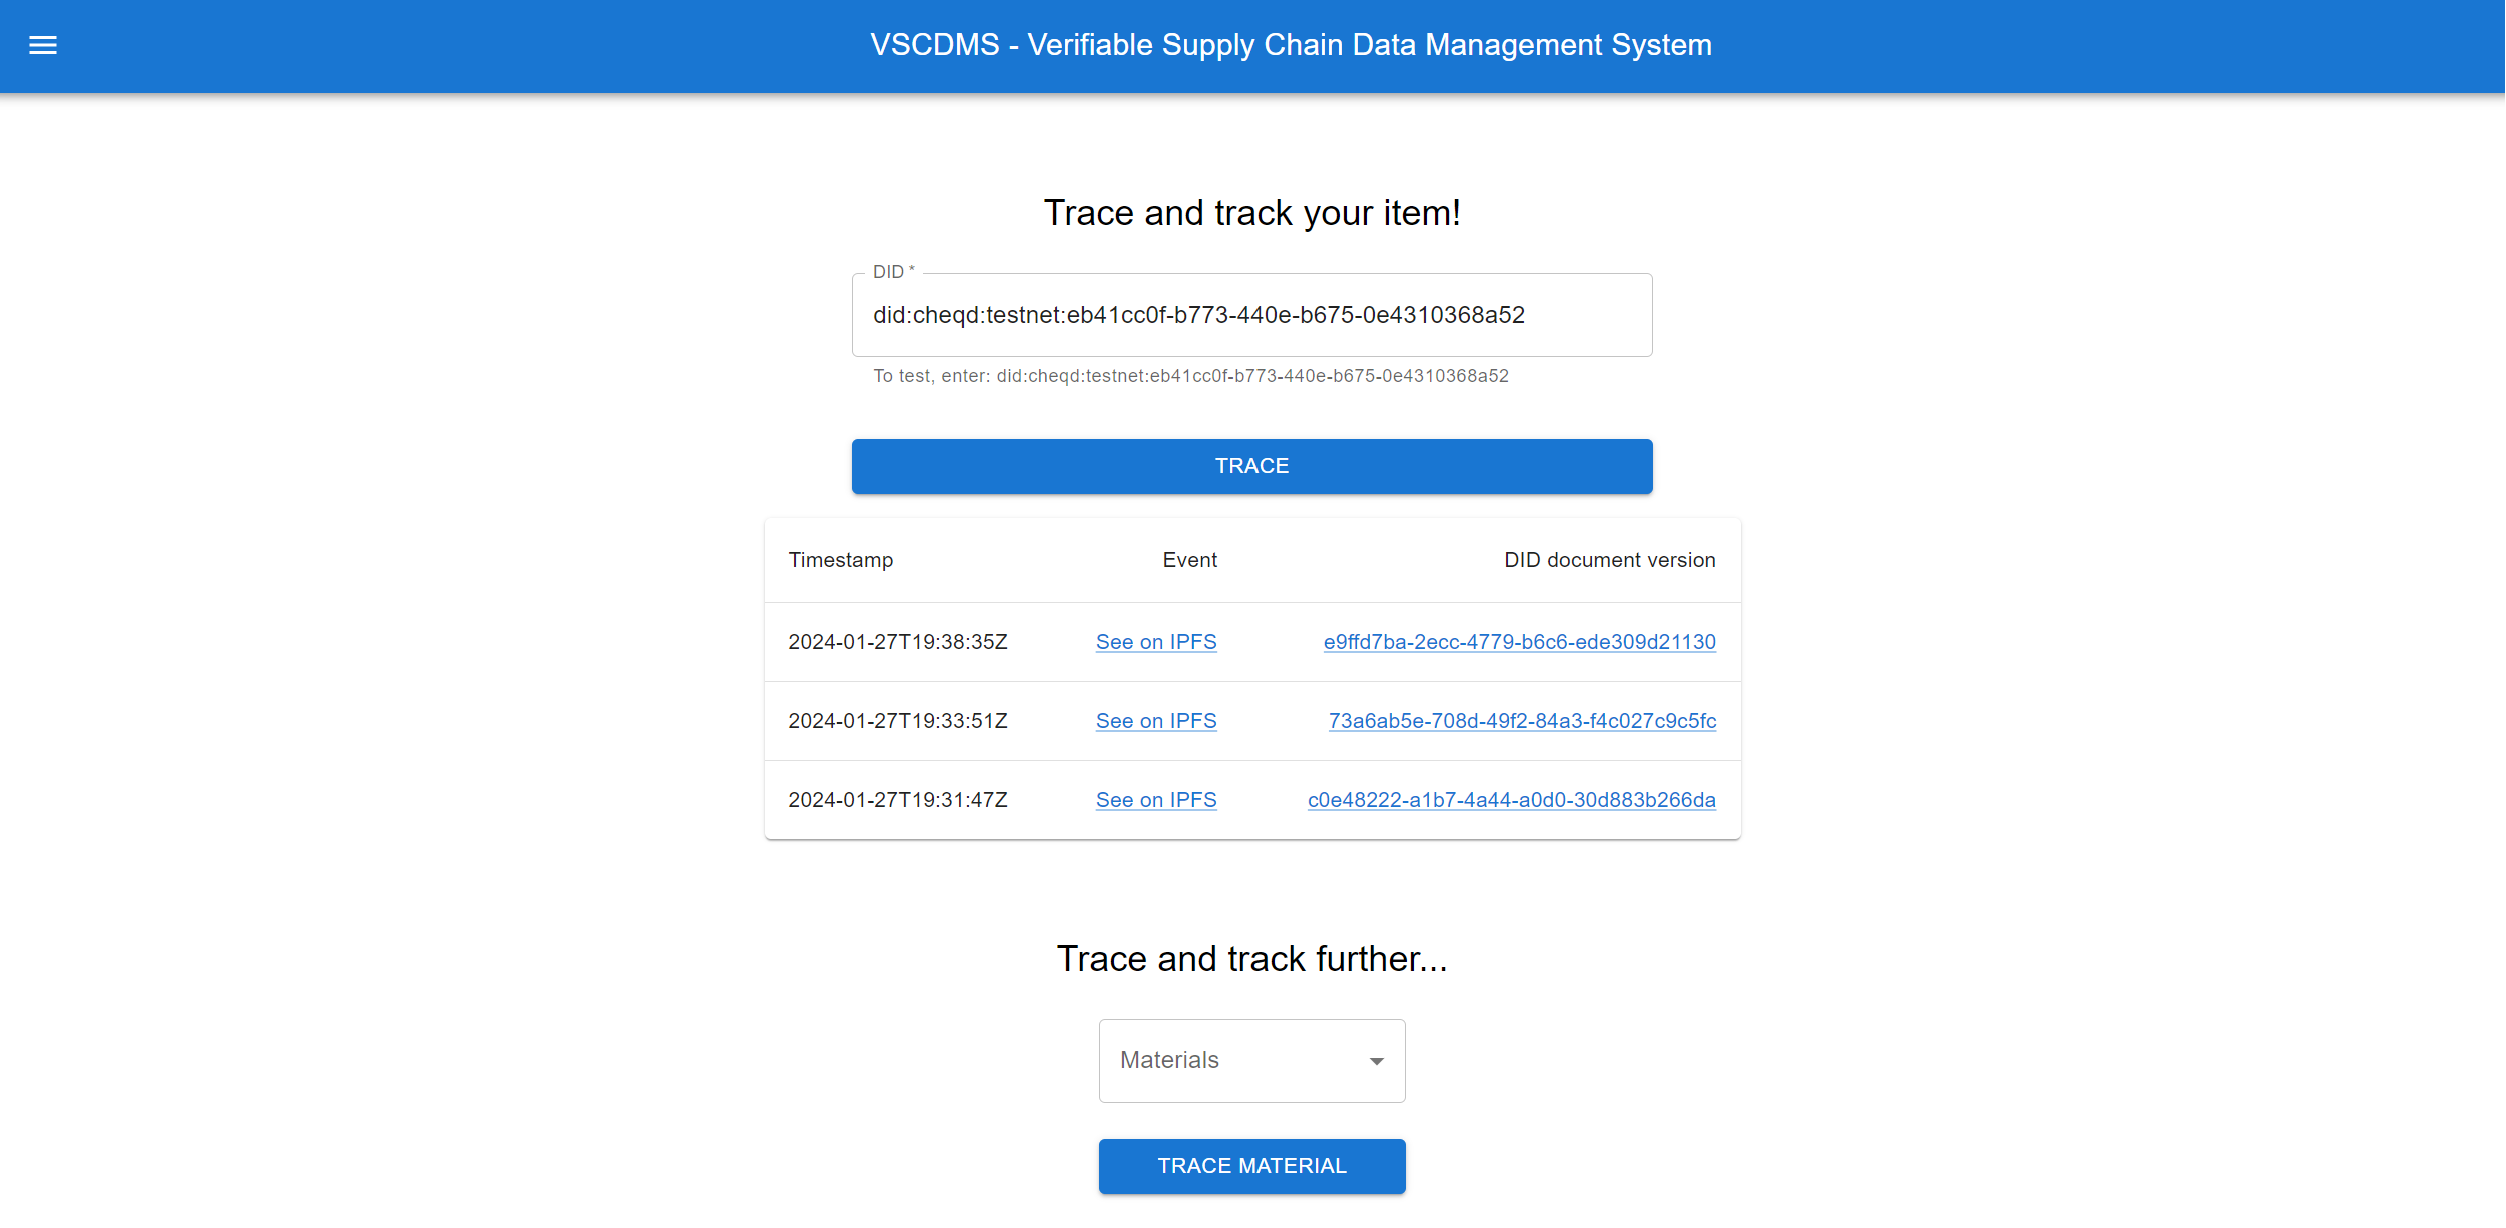 VSCDMS - Verifiable Supply Chain Data Management System
Trace and track your item!
DID *
did:cheqd:testnet:eb41cc0f-b773-440e-b675-0e4310368a52
To test, enter: did:cheqd:testnet:eb41cc0f-b773-440e-b675-0e4310368a52
TRACE
Timestamp Event DID document version
2024-01-27T19:38:35Z See on IPFS e9ffd7ba-2ecc-4779-b6c6-ede309d21130
2024-01-27T19:33:51Z See on IPFS 73a6ab5e-708d-49f2-84a3-f4c027c9c5fc
2024-01-27T19:31:47Z See on IPFS c0e48222-a1b7-4a44-a0d0-30d883b266da
Trace and track further...
Materials
TRACE MATERIAL